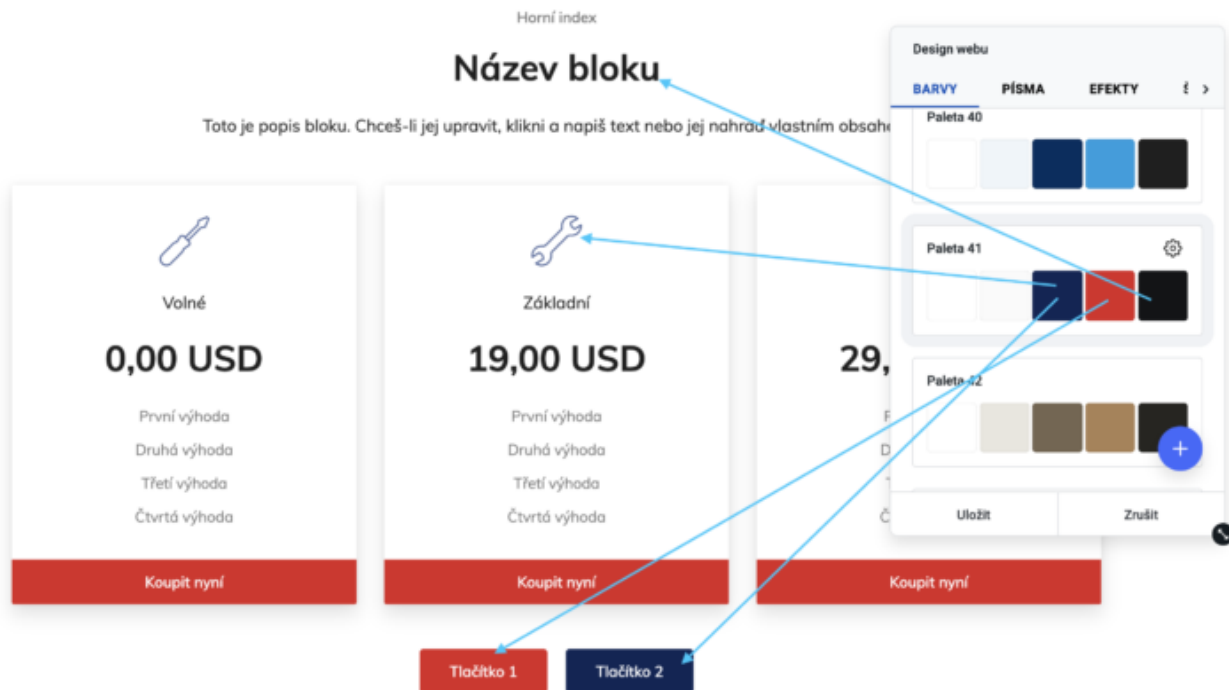 Horní index
Název bloku
Toto je popis bloku. Chceš-li jej upravit, klikni a napiš text nebo jej nahraď vlastním
Volné
0,00 USD
První výhoda
Druhá výhoda
Třetí výhoda
Čtvrtá výhoda
Koupit nyní
Základní
19,00 USD
První výhoda
Druhá výhoda
Třetí výhoda
Čtvrtá výhoda
Koupit nyní
29,
Koupit nyní
Tlačítko 1
Tlačítko 2
Design webu
BARVY PÍSMA EFEKTY
Paleta 40
Paleta 41
Paleta 42
Uložit Zrušit